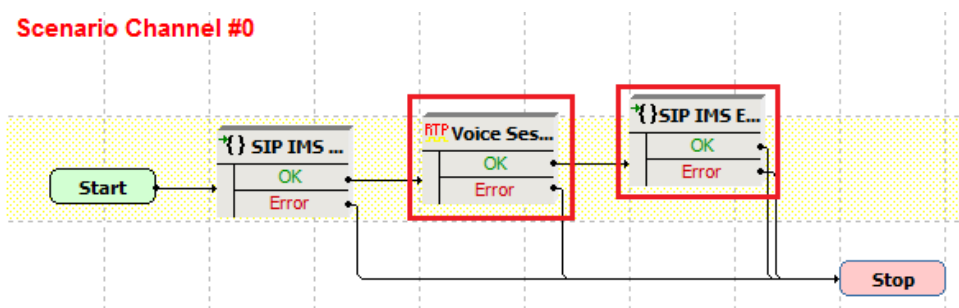 Scenario Channel #0
Start
{} SIP IMS ...
OK
Error
RTP Voice Ses...
OK
Error
{} SIP IMS E...
OK
Error
Stop